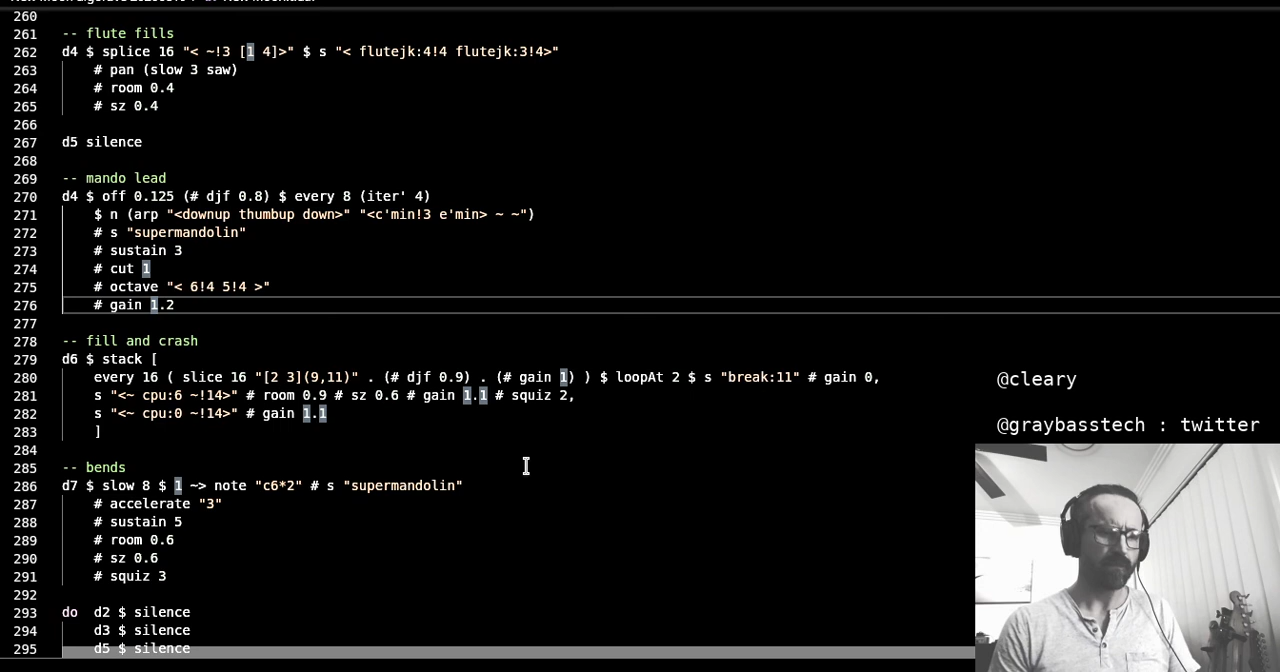 260
261 -- flute fills
262 d4 $ splice 16 "< ~!3 [1 4]>" $ s "< flutejk:4!4 flutejk:3!4>"
263 # pan (slow 3 saw)
264 # room 0.4
265 # sz 0.4
266
267 d5 silence
268
269 -- mando lead
270 d4 $ off 0.125 (# djf 0.8) $ every 8 (iter' 4)
271 $ n (arp "<downup thumbup down>" "<c'min!3 e'min> ~ ~")
272 # s "supermandolin"
273 # sustain 3
274 # cut 1
275 # octave "< 6!4 5!4 >"
276 # gain 1.2
277
278 -- fill and crash
279 d6 $ stack [
280 every 16 ( slice 16 "[2 3](9,11)" . (# djf 0.9) . (# gain 1) ) $ loopAt 2 $ s "break:11" # gain 0,
281 s "<~ cpu:6 ~!14>" # room 0.9 # sz 0.6 # gain 1.1 # squiz 2,
282 s "<~ cpu:0 ~!14>" # gain 1.1
283 ]
284
285 -- bends
286 d7 $ slow 8 $ 1 ~> note "c6*2" # s "supermandolin"
287 # accelerate "3"
288 # sustain 5
289 # room 0.6
290 # sz 0.6
291 # squiz 3
292
293 do d2 $ silence
294 d3 $ silence
295 d5 $ silence
@cleary
@graybasstech : twitter